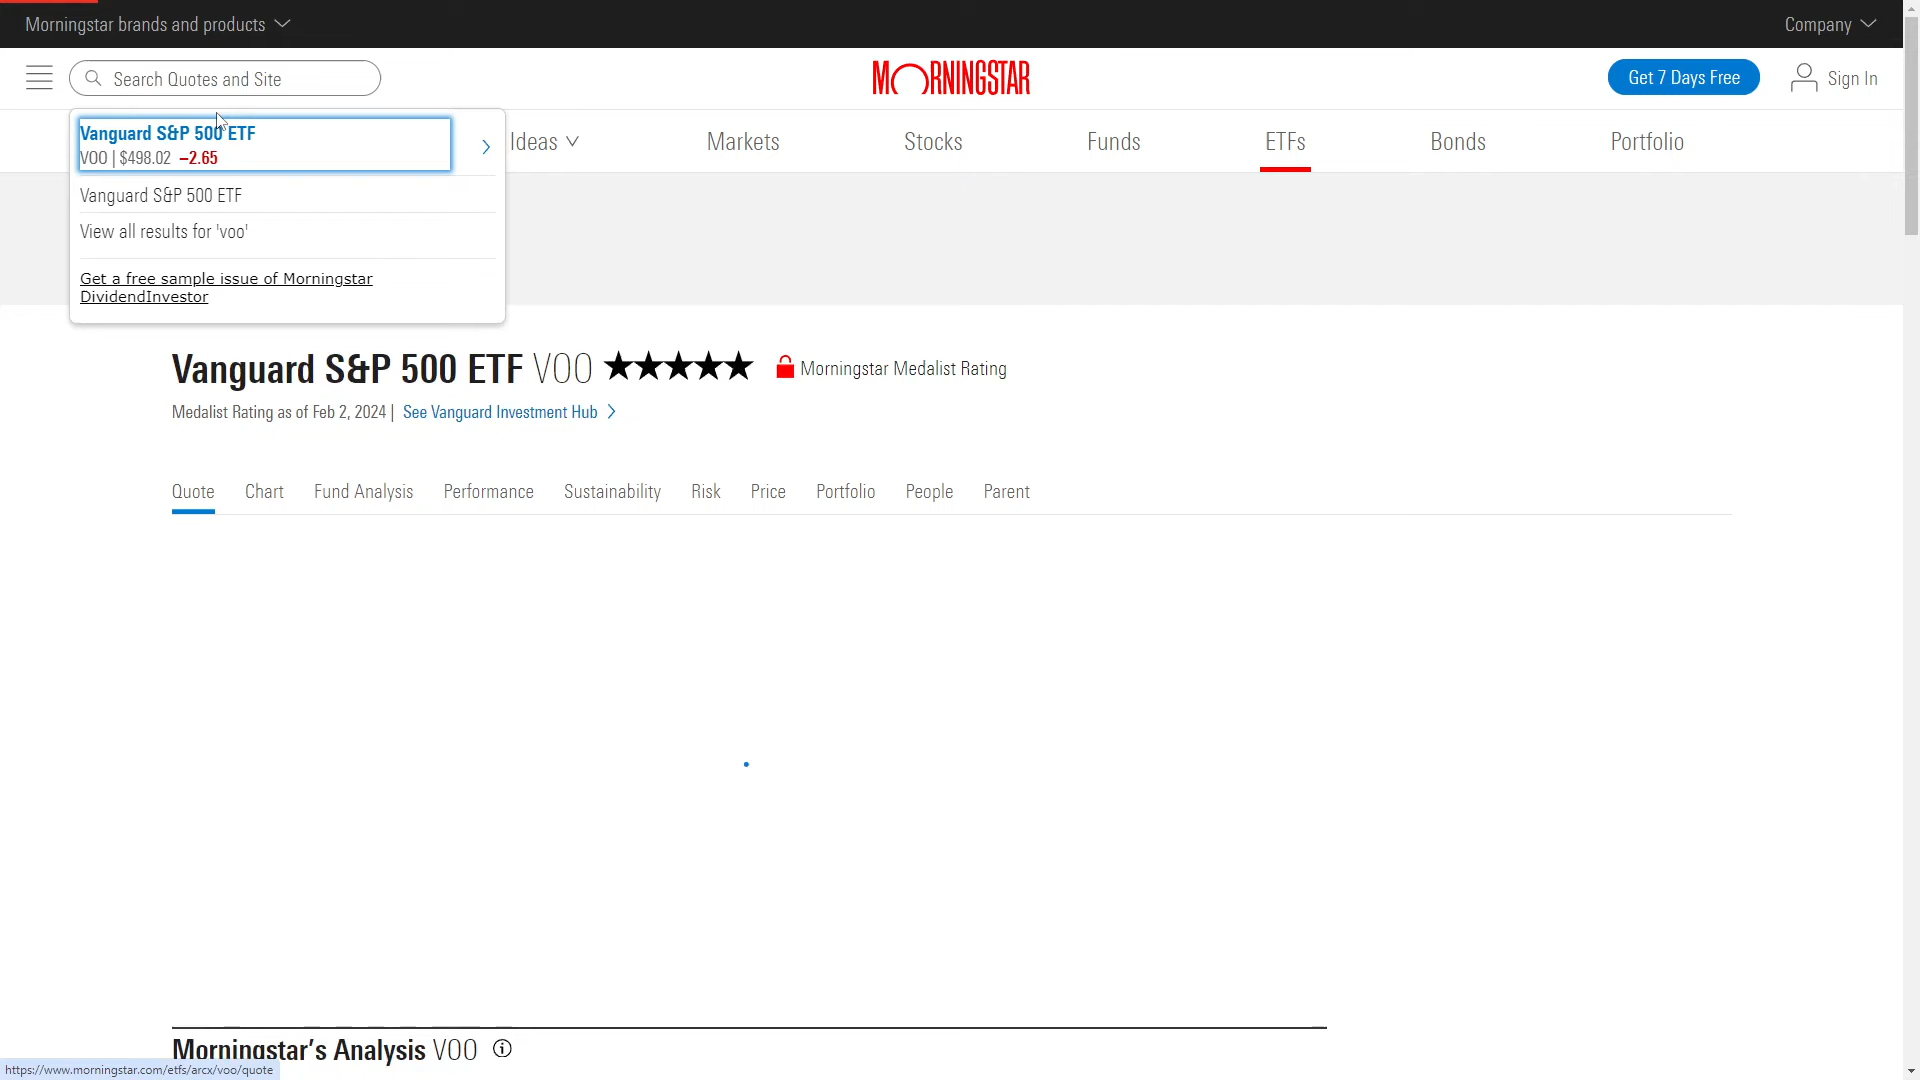 Morningstar brands and products
Company
Search Quotes and Site
MORNINGSTAR
Get 7 Days Free
Sign In
Vanguard S&P 500 ETF
VOO | $498.02 −2.65
Vanguard S&P 500 ETF
View all results for 'voo'
Get a free sample issue of Morningstar
DividendInvestor
Ideas
Markets
Stocks
Funds
ETFs
Bonds
Portfolio
Vanguard S&P 500 ETF VOO ★★★★★ Morningstar Medalist Rating
Medalist Rating as of Feb 2, 2024 | See Vanguard Investment Hub
Quote Chart Fund Analysis Performance Sustainability Risk Price Portfolio People Parent
Morningstar's Analysis VOO
https://www.morningstar.com/etfs/arcx/voo/quote